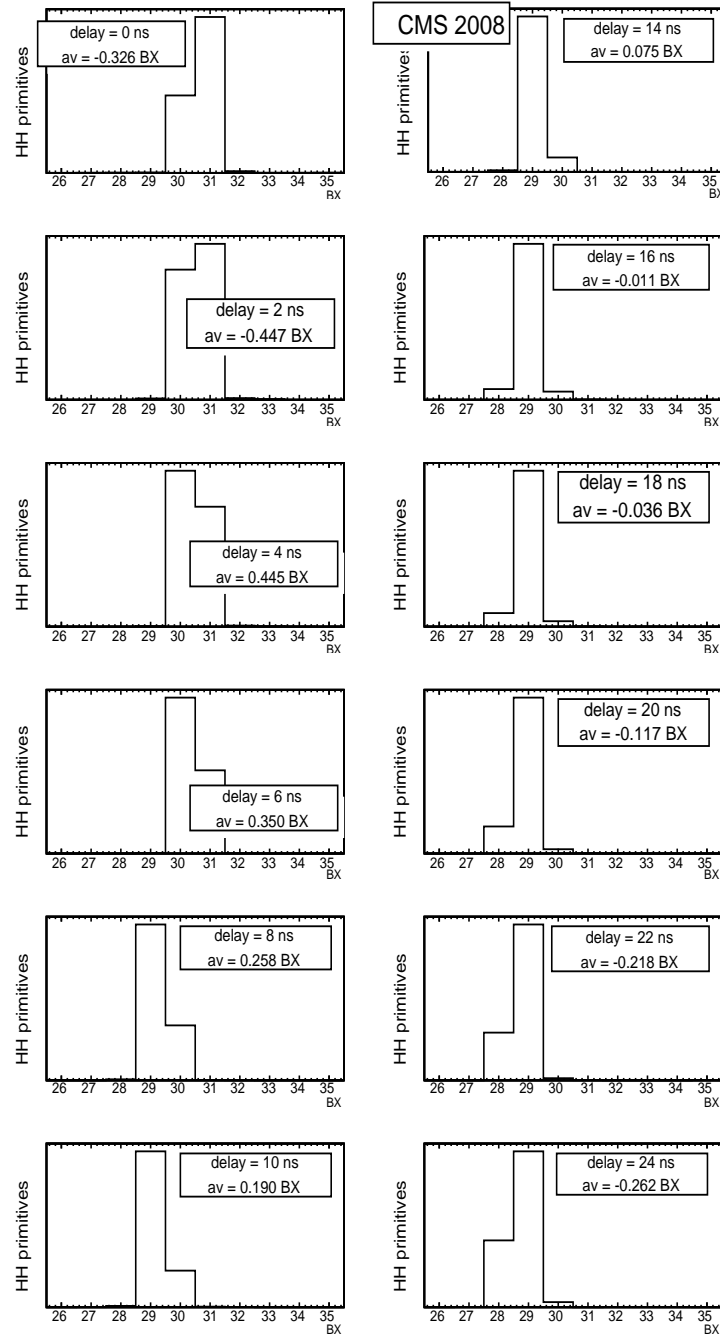 HH primitives
delay = 0 ns
av = -0.326 BX
26 27 28 29 30 31 32 33 34 35
BX
HH primitives
delay = 2 ns
av = -0.447 BX
26 27 28 29 30 31 32 33 34 35
BX
HH primitives
delay = 4 ns
av = 0.445 BX
26 27 28 29 30 31 32 33 34 35
BX
HH primitives
delay = 6 ns
av = 0.350 BX
26 27 28 29 30 31 32 33 34 35
BX
HH primitives
delay = 8 ns
av = 0.258 BX
26 27 28 29 30 31 32 33 34 35
BX
HH primitives
delay = 10 ns
av = 0.190 BX
26 27 28 29 30 31 32 33 34 35
BX
CMS 2008
HH primitives
delay = 14 ns
av = 0.075 BX
26 27 28 29 30 31 32 33 34 35
BX
HH primitives
delay = 16 ns
av = -0.011 BX
26 27 28 29 30 31 32 33 34 35
BX
HH primitives
delay = 18 ns
av = -0.036 BX
26 27 28 29 30 31 32 33 34 35
BX
HH primitives
delay = 20 ns
av = -0.117 BX
26 27 28 29 30 31 32 33 34 35
BX
HH primitives
delay = 22 ns
av = -0.218 BX
26 27 28 29 30 31 32 33 34 35
BX
HH primitives
delay = 24 ns
av = -0.262 BX
26 27 28 29 30 31 32 33 34 35
BX